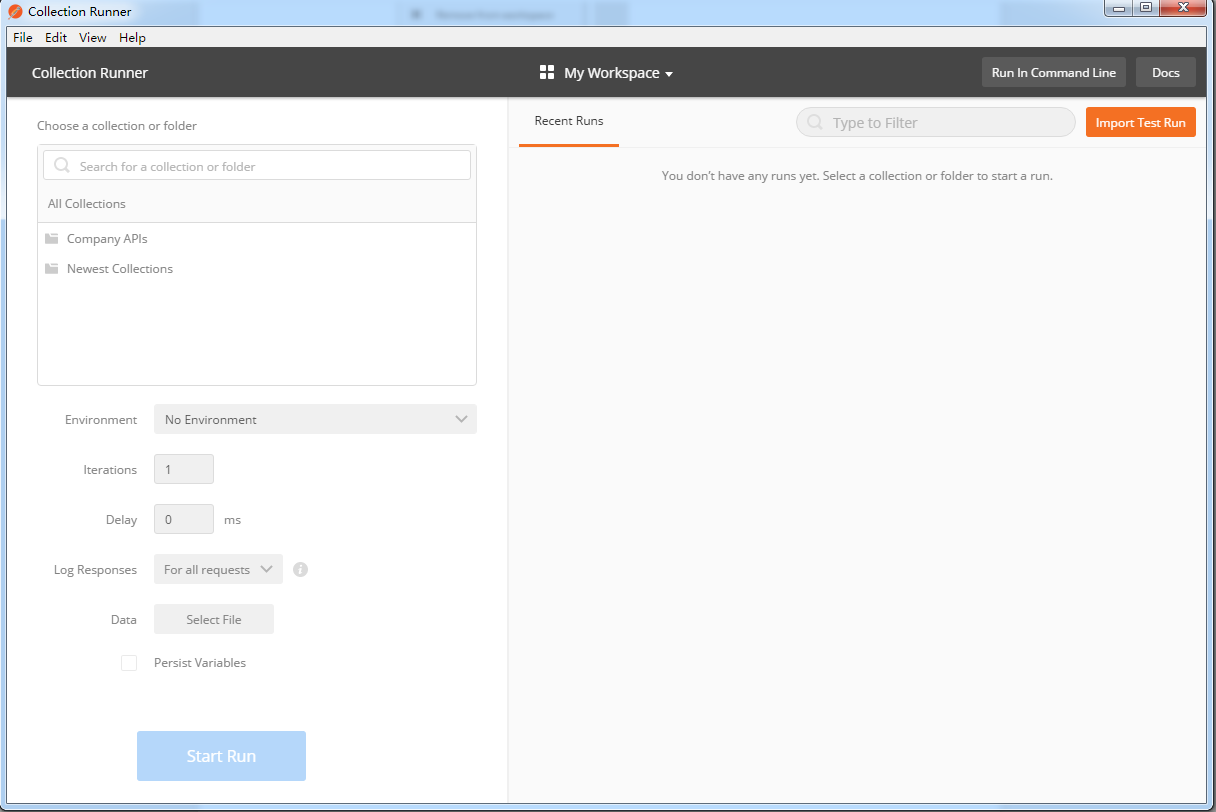 Collection Runner
File Edit View Help
Collection Runner
My Workspace
Run In Command Line
Docs
Choose a collection or folder
Search for a collection or folder
All Collections
Company APIs
Newest Collections
Environment No Environment
Iterations 1
Delay 0 ms
Log Responses For all requests
Data Select File
Persist Variables
Start Run
Recent Runs
Type to Filter
Import Test Run
You don't have any runs yet. Select a collection or folder to start a run.